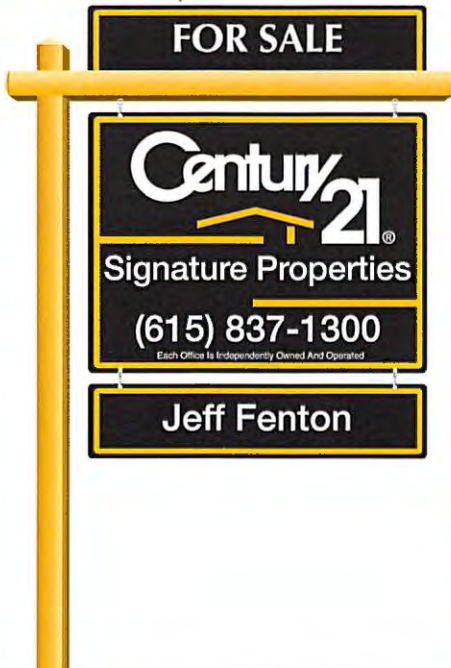 FOR SALE
Century 21®
Signature Properties
(615) 837-1300
Each Office Is Independently Owned And Operated
Jeff Fenton